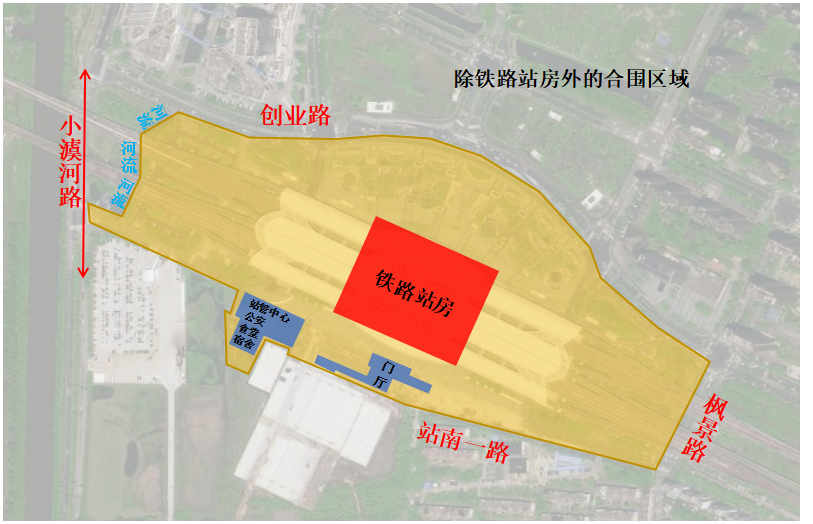 除铁路站房外的合围区域
创业路
河流
小澞河路
河流
河流
铁路站房
站管中心
公安
食堂
宿舍
门厅
枫景路
站南一路